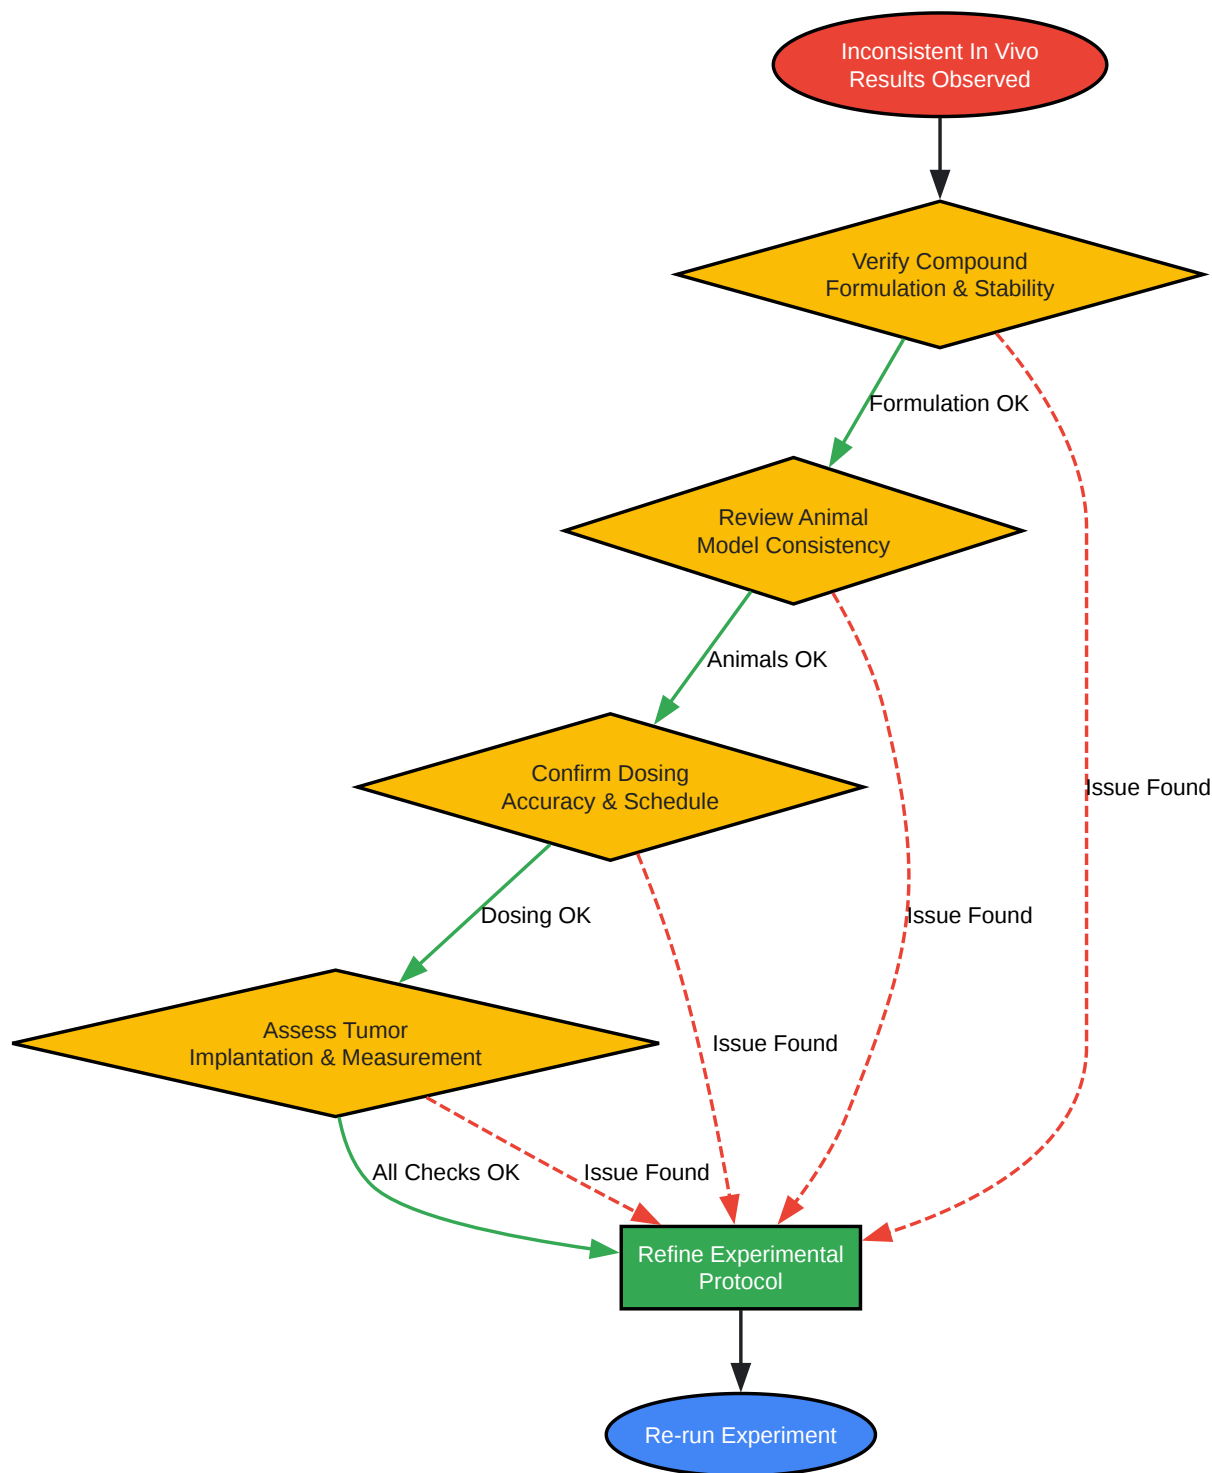 Inconsistent In Vivo
Results Observed
Verify Compound
Formulation & Stability
Formulation OK
Review Animal
Model Consistency
Animals OK
Confirm Dosing
Accuracy & Schedule
Issue Found
Dosing OK
Issue Found
Assess Tumor
Implantation & Measurement
Issue Found
All Checks OK
Issue Found
Refine Experimental
Protocol
Re-run Experiment